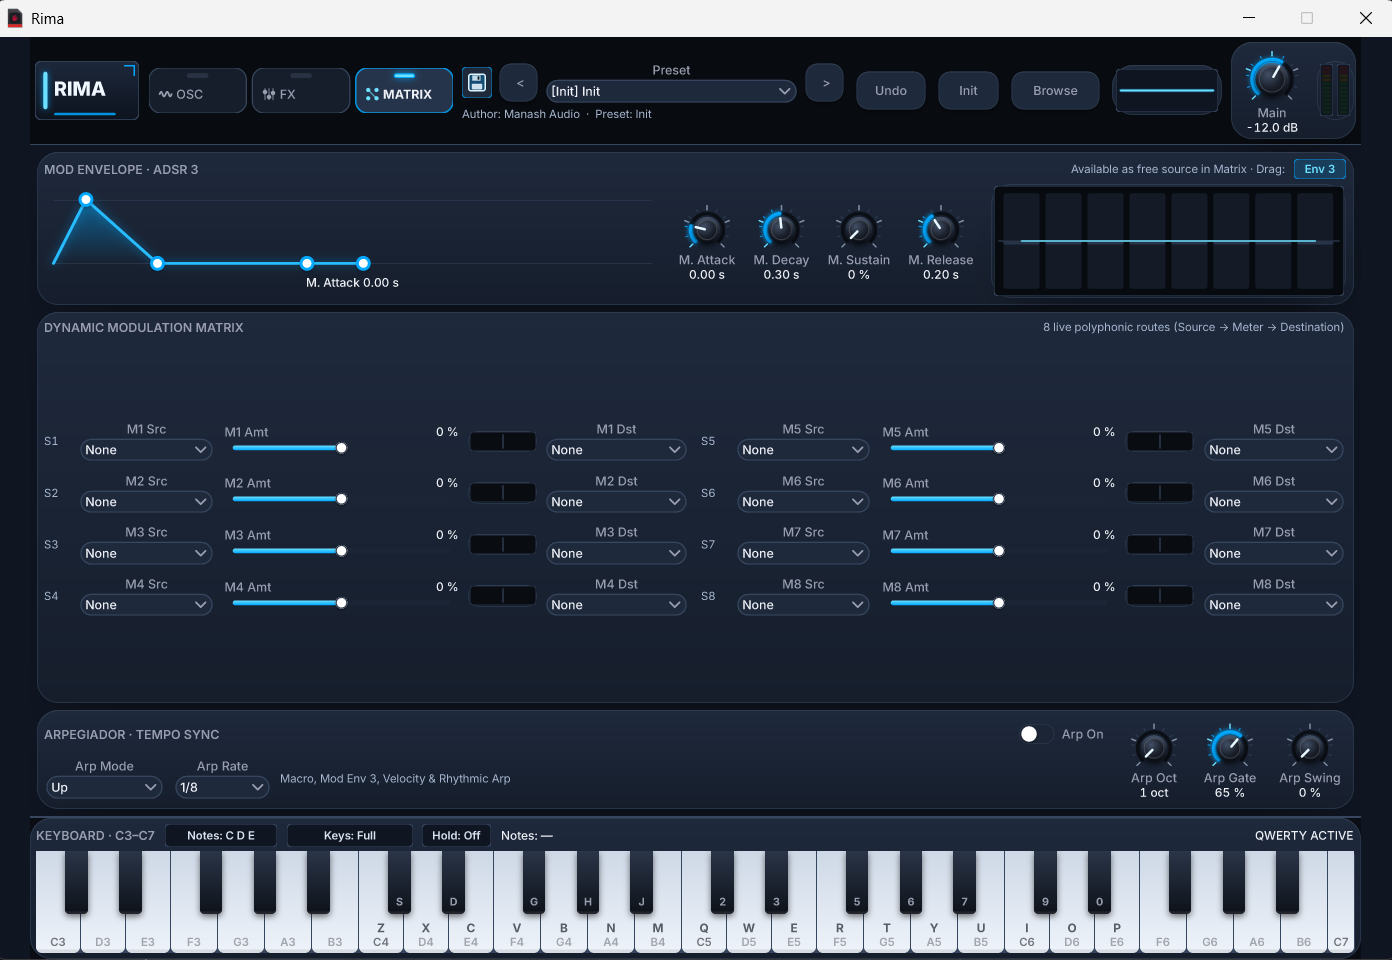 Rima
RIMA
OSC
FX
MATRIX
<
Preset
[Init] Init
>
Undo
Init
Browse
Author: Manash Audio · Preset: Init
Main
-12.0 dB
MOD ENVELOPE · ADSR 3
Available as free source in Matrix · Drag:
Env 3
M. Attack 0.00 s
M. Attack
0.00 s
M. Decay
0.30 s
M. Sustain
0 %
M. Release
0.20 s
DYNAMIC MODULATION MATRIX
8 live polyphonic routes (Source → Meter → Destination)
S1 M1 Src None M1 Amt 0 % M1 Dst None
S5 M5 Src None M5 Amt 0 % M5 Dst None
S2 M2 Src None M2 Amt 0 % M2 Dst None
S6 M6 Src None M6 Amt 0 % M6 Dst None
S3 M3 Src None M3 Amt 0 % M3 Dst None
S7 M7 Src None M7 Amt 0 % M7 Dst None
S4 M4 Src None M4 Amt 0 % M4 Dst None
S8 M8 Src None M8 Amt 0 % M8 Dst None
ARPEGIADOR · TEMPO SYNC
Arp Mode
Up
Arp Rate
1/8
Macro, Mod Env 3, Velocity & Rhythmic Arp
Arp On
Arp Oct
1 oct
Arp Gate
65 %
Arp Swing
0 %
KEYBOARD · C3–C7
Notes: C D E
Keys: Full
Hold: Off
Notes: —
QWERTY ACTIVE
S D G H J 2 3 5 6 7 9 0
Z X C V B N M Q W E R T Y U I O P
C3 D3 E3 F3 G3 A3 B3 C4 D4 E4 F4 G4 A4 B4 C5 D5 E5 F5 G5 A5 B5 C6 D6 E6 F6 G6 A6 B6 C7